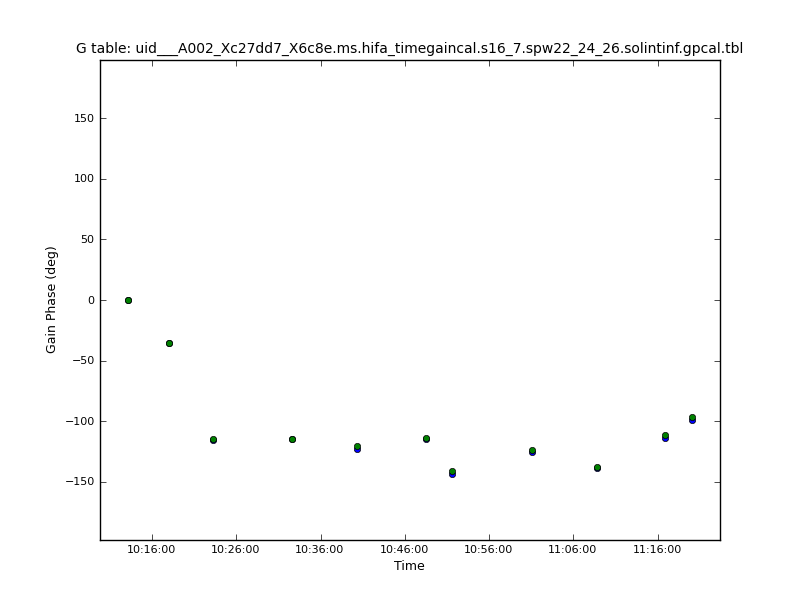 G table: uid___A002_Xc27dd7_X6c8e.ms.hifa_timegaincal.s16_7.spw22_24_26.solintinf.gpcal.tbl
150
100
50
0
−50
−100
−150
Gain Phase (deg)
10:16:00 10:26:00 10:36:00 10:46:00 10:56:00 11:06:00 11:16:00
Time